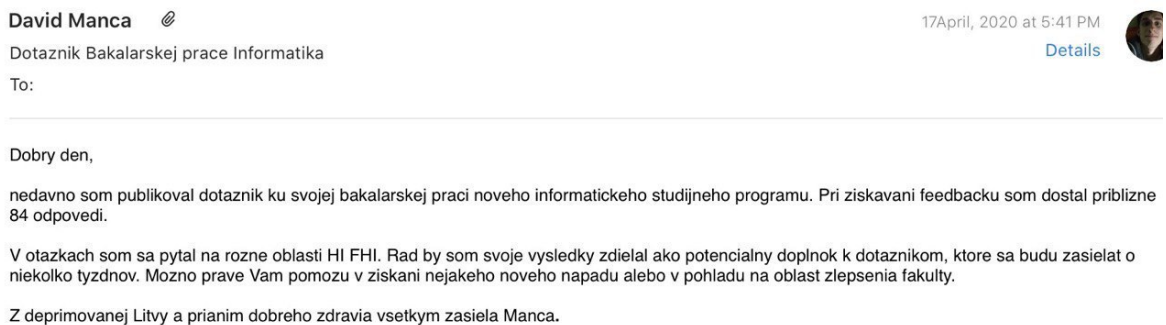 David Manca
17April, 2020 at 5:41 PM
Dotaznik Bakalarskej prace Informatika
Details
To:
Dobry den,
nedavno som publikoval dotaznik ku svojej bakalarskej praci noveho informatickeho studijneho programu. Pri ziskavani feedbacku som dostal priblizne
84 odpovedi.
V otazkach som sa pytal na rozne oblasti HI FHI. Rad by som svoje vysledky zdielal ako potencialny doplnok k dotaznikom, ktore sa budu zasielat o
niekolko tyzdnov. Mozno prave Vam pomozu v ziskani nejakeho noveho napadu alebo v pohladu na oblast zlepsenia fakulty.
Z deprimovanej Litvy a prianim dobreho zdravia vsetkym zasiela Manca.